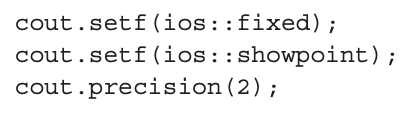 cout.setf(ios::fixed);
cout.setf(ios::showpoint);
cout.precision(2);